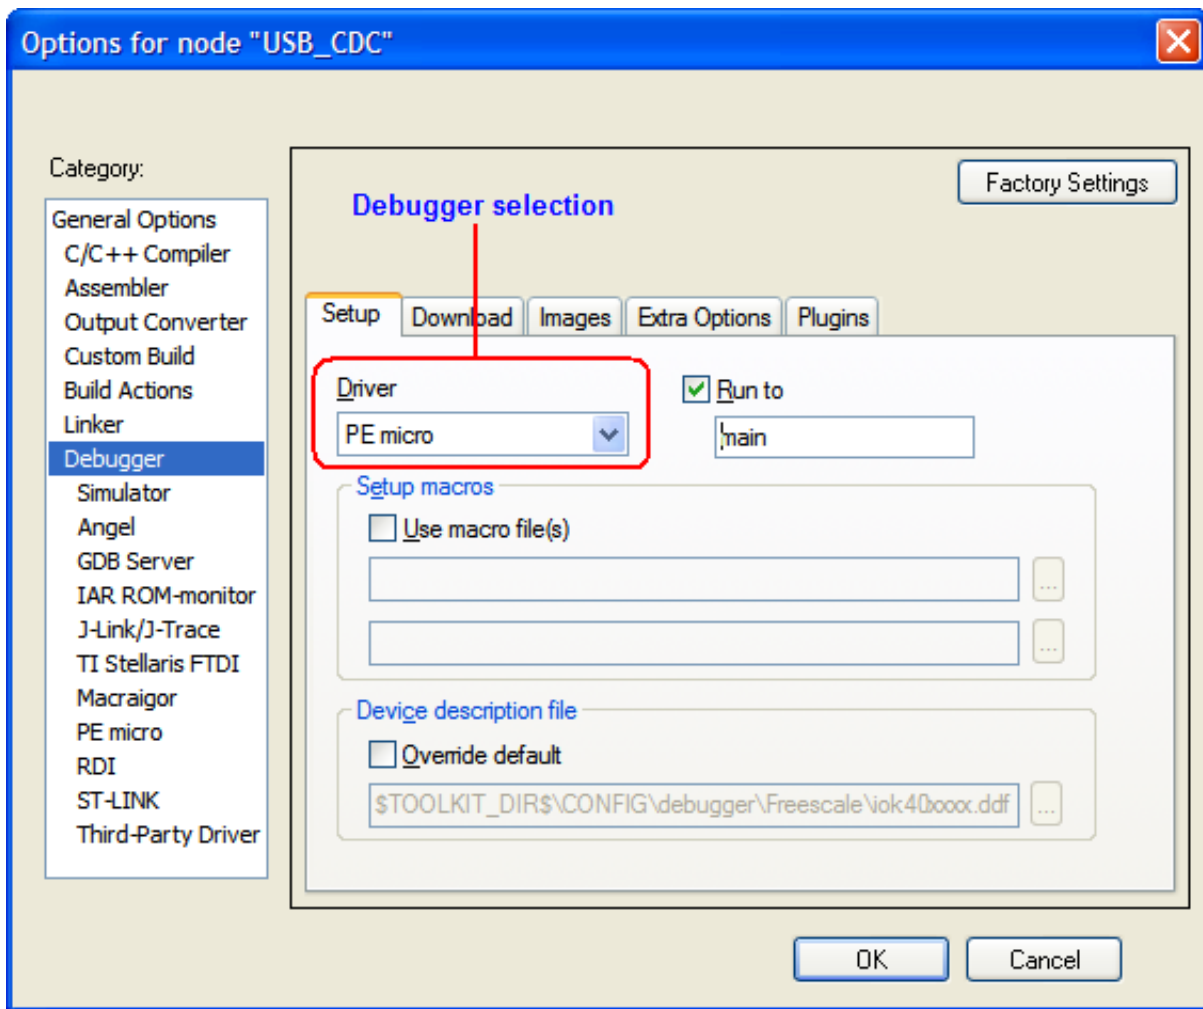 Options for node "USB_CDC"
Category:
General Options
C/C++ Compiler
Assembler
Output Converter
Custom Build
Build Actions
Linker
Debugger
Simulator
Angel
GDB Server
IAR ROM-monitor
J-Link/J-Trace
TI Stellaris FTDI
Macraigor
PE micro
RDI
ST-LINK
Third-Party Driver
Factory Settings
Debugger selection
Setup Download Images Extra Options Plugins
Driver
PE micro
Run to
main
Setup macros
Use macro file(s)
...
...
Device description file
Override default
$TOOLKIT_DIR$\CONFIG\debugger\Freescale\iok40xxxx.ddf ...
OK Cancel